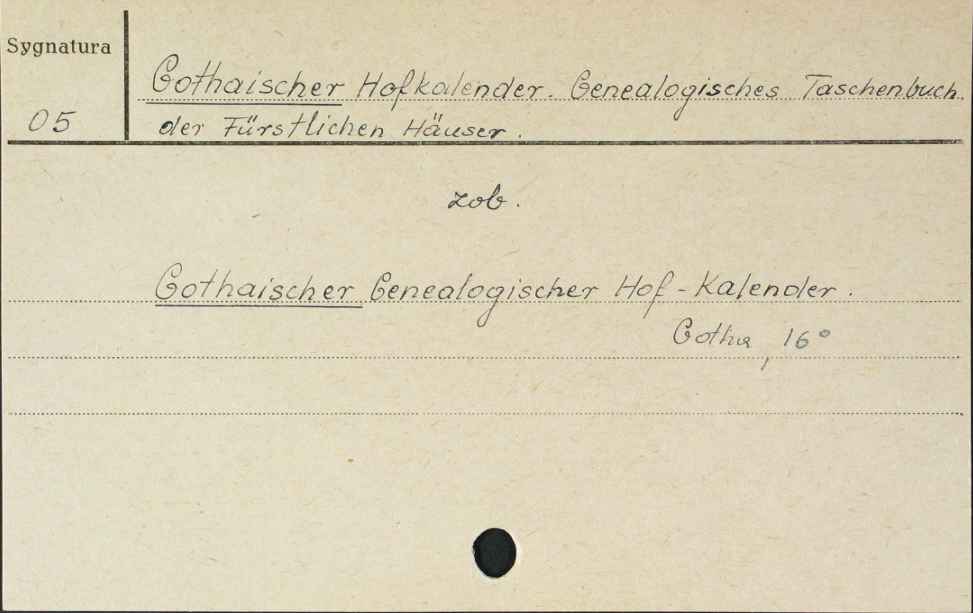 Sygnatura
Gothaischer Hofkalender. Genealogisches Taschenbuch
05
der Fürstlichen Häuser.
zob.
Gothaischer Genealogischer Hof-Kalender.
Gotha, 16°